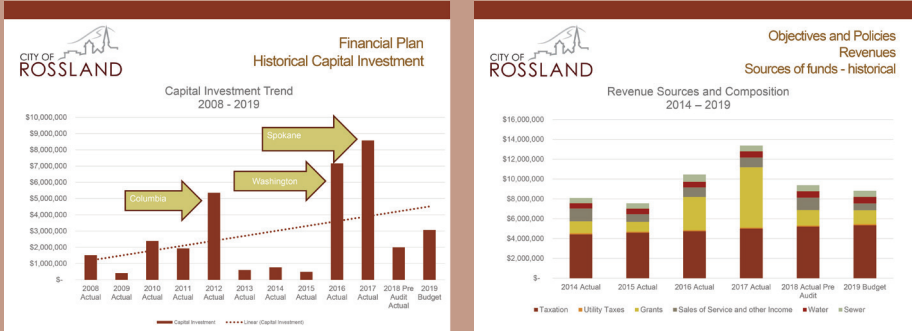 CITY OF
ROSSLAND
Financial Plan
Historical Capital Investment
Capital Investment Trend
2008 - 2019
$10,000,000
$9,000,000
$8,000,000
$7,000,000
$6,000,000
$5,000,000
$4,000,000
$3,000,000
$2,000,000
$1,000,000
$-
Spokane
Washington
Columbia
2008 2009 2010 2011 2012 2013 2014 2015 2016 2017 2018 Pre 2019
Actual Actual Actual Actual Actual Actual Actual Actual Actual Actual Audit Budget
Actual
Capital Investment Linear (Capital Investment)
CITY OF
ROSSLAND
Objectives and Policies
Revenues
Sources of funds - historical
Revenue Sources and Composition
2014 – 2019
$16,000,000
$14,000,000
$12,000,000
$10,000,000
$8,000,000
$6,000,000
$4,000,000
$2,000,000
$-
2014 Actual 2015 Actual 2016 Actual 2017 Actual 2018 Actual Pre 2019 Budget
Audit
Taxation Utility Taxes Grants Sales of Service and other Income Water Sewer